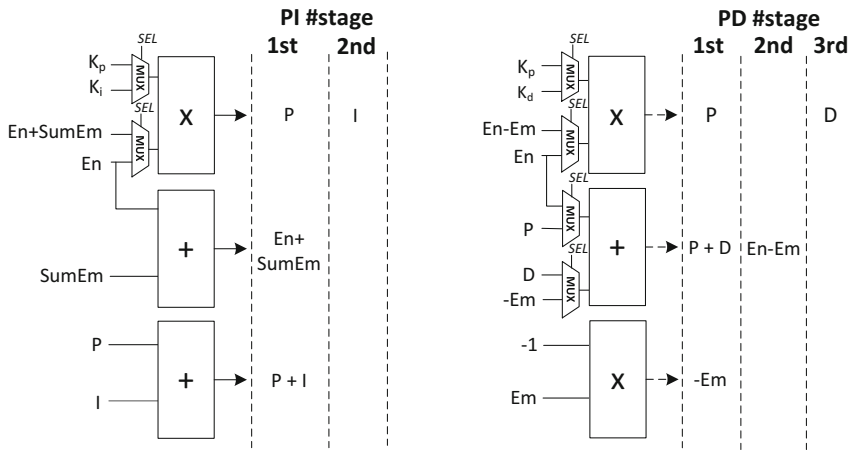 PI #stage
1st 2nd
SEL
Kp
Ki
MUX
X
P
I
SEL
En+SumEm
En
MUX
+
En+
SumEm
SumEm
P
I
+
P + I
PD #stage
1st 2nd 3rd
SEL
Kp
Kd
MUX
X
P
D
SEL
En-Em
En
MUX
SEL
P
MUX
+
P + D
En-Em
SEL
D
-Em
MUX
-1
Em
X
-Em